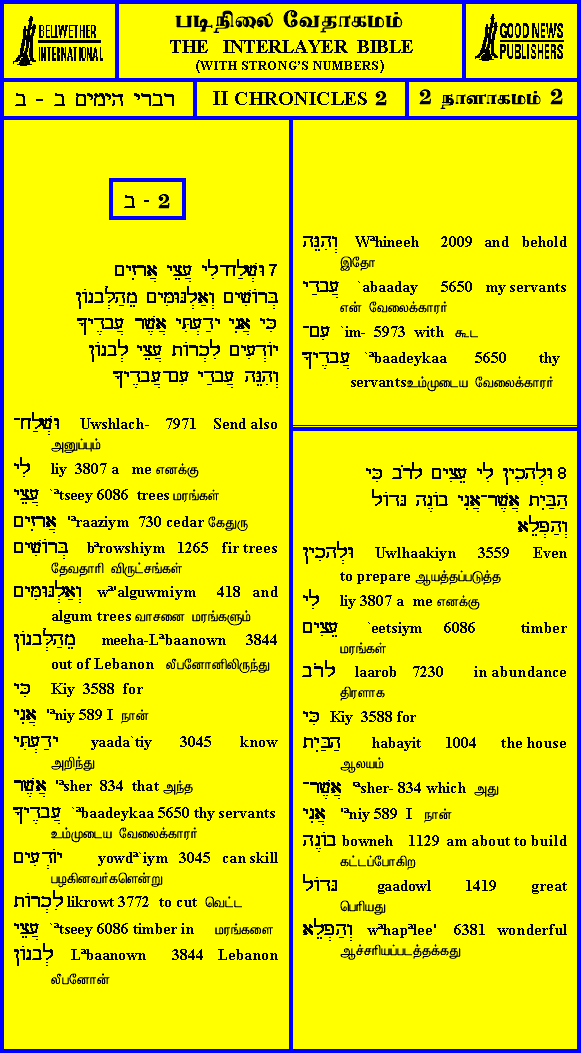 BELLWETHER
INTERNATIONAL
படிநிலை வேதாகமம்
THE INTERLAYER BIBLE
(WITH STRONG'S NUMBERS)
GOOD NEWS
PUBLISHERS
דברי הימים ב - ב
II CHRONICLES 2
2 நாளாகமம் 2
ב - 2
7 וּשְׁלַח־לִי עֲצֵי אֲרָזִים
בְּרוֹשִׁים וְאַלְגּוּמִּים מֵהַלְּבָנוֹן
כִּי אֲנִי יָדַעְתִּי אֲשֶׁר עֲבָדֶיךָ
יוֹדְעִים לִכְרוֹת עֲצֵי לְבָנוֹן
וְהִנֵּה עֲבָדַי עִם־עֲבָדֶיךָ
וּשְׁלַח־ Uwshlach- 7971 Send also
அனுப்பும்
לִי liy 3807 a me எனக்கு
עֲצֵי `ªtseey 6086 trees மரங்கள்
אֲרָזִים 'ªraaziym 730 cedar கேதுரு
בְּרוֹשִׁים bªrowshiym 1265 fir trees
தேவதாரி விருட்சங்கள்
וְאַלְגּוּמִּים wª'alguwmiym 418 and
algum trees வாசனை மரங்களும்
מֵהַלְּבָנוֹן meeha-Lªbaanown 3844
out of Lebanon லீபனோனிலிருந்து
כִּי Kiy 3588 for
אֲנִי 'ªniy 589 I நான்
יָדַעְתִּי yaada`tiy 3045 know
அறிந்து
אֲשֶׁר 'ªsher 834 that அந்த
עֲבָדֶיךָ `ªbaadeykaa 5650 thy servants
உம்முடைய வேலைக்காரர்
יוֹדְעִים yowdª`iym 3045 can skill
பழகினவர்களென்று
לִכְרוֹת likrowt 3772 to cut வெட்ட
עֲצֵי `ªtseey 6086 timber in மரங்களை
לְבָנוֹן Lªbaanown 3844 Lebanon
லீபனோன்
וְהִנֵּה Wªhineeh 2009 and behold
இதோ
עֲבָדַי `abaaday 5650 my servants
என் வேலைக்காரர்
עִם־ `im- 5973 with கூட
עֲבָדֶיךָ `ªbaadeykaa 5650 thy
servantsஉம்முடைய வேலைக்காரர்
8 וּלְהָכִין לִי עֵצִים לָרֹב כִּי
הַבַּיִת אֲשֶׁר־אֲנִי בוֹנֶה גָּדוֹל
וְהַפְלֵא
וּלְהָכִין Uwlhaakiyn 3559 Even
to prepare ஆயத்தப்படுத்த
לִי liy 3807 a me எனக்கு
עֵצִים `eetsiym 6086 timber
மரங்கள்
לָרֹב laarob 7230 in abundance
திரளாக
כִּי Kiy 3588 for
הַבַּיִת habayit 1004 the house
ஆலயம்
אֲשֶׁר־ 'ªsher- 834 which அது
אֲנִי 'ªniy 589 I நான்
בוֹנֶה bowneh 1129 am about to build
கட்டப்போகிற
גָּדוֹל gaadowl 1419 great
பெரியது
וְהַפְלֵא wªhapªlee' 6381 wonderful
ஆச்சரியப்படத்தக்கது